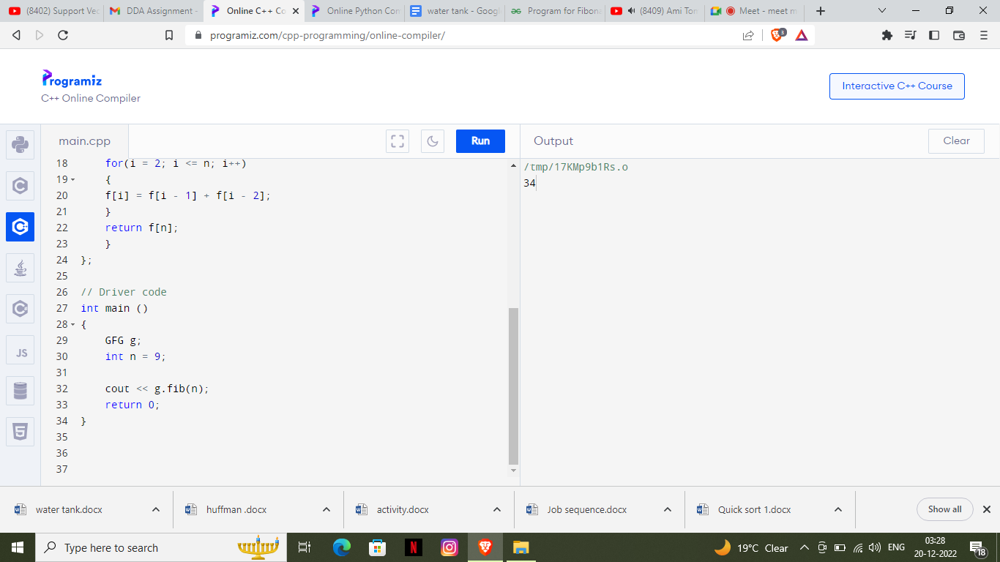 (8402) Support Vec
DDA Assignment -
Online C++ Co
Online Python Com
water tank - Googl
Program for Fibona
(8409) Ami Ton
Meet - meet m
programiz.com/cpp-programming/online-compiler/
3
Programiz
C++ Online Compiler
Interactive C++ Course
main.cpp
Run
Output
Clear
18 for(i = 2; i <= n; i++)
19 {
20 f[i] = f[i - 1] + f[i - 2];
21 }
22 return f[n];
23 }
24 };
25
26 // Driver code
27 int main ()
28 {
29 GFG g;
30 int n = 9;
31
32 cout << g.fib(n);
33 return 0;
34 }
35
36
37
/tmp/17KMp9b1Rs.o
34
JS
water tank.docx
huffman .docx
activity.docx
Job sequence.docx
Quick sort 1.docx
Show all
Type here to search
19°C Clear
ENG
03:28
20-12-2022
18